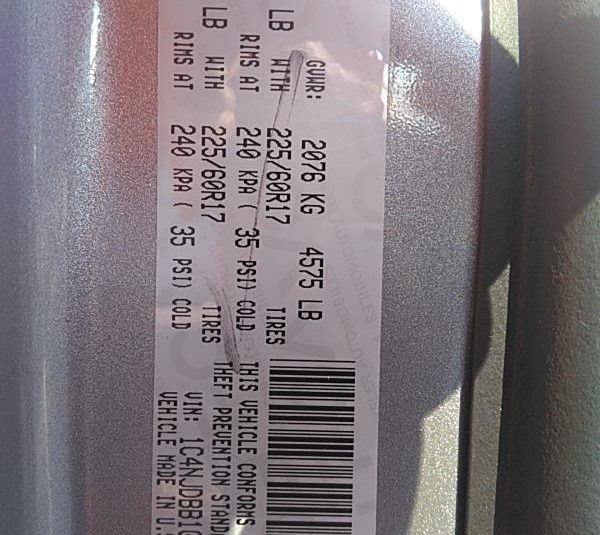 GVWR: 2076 KG 4575 LB
LB WITH 225/60R17 TIRES
RIMS AT 240 KPA ( 35 PSI) COLD
LB WITH 225/60R17 TIRES
RIMS AT 240 KPA ( 35 PSI) COLD
THIS VEHICLE CONFORMS
THEFT PREVENTION STAND
VIN: 1C4NJDBB1
VEHICLE MADE IN U.S